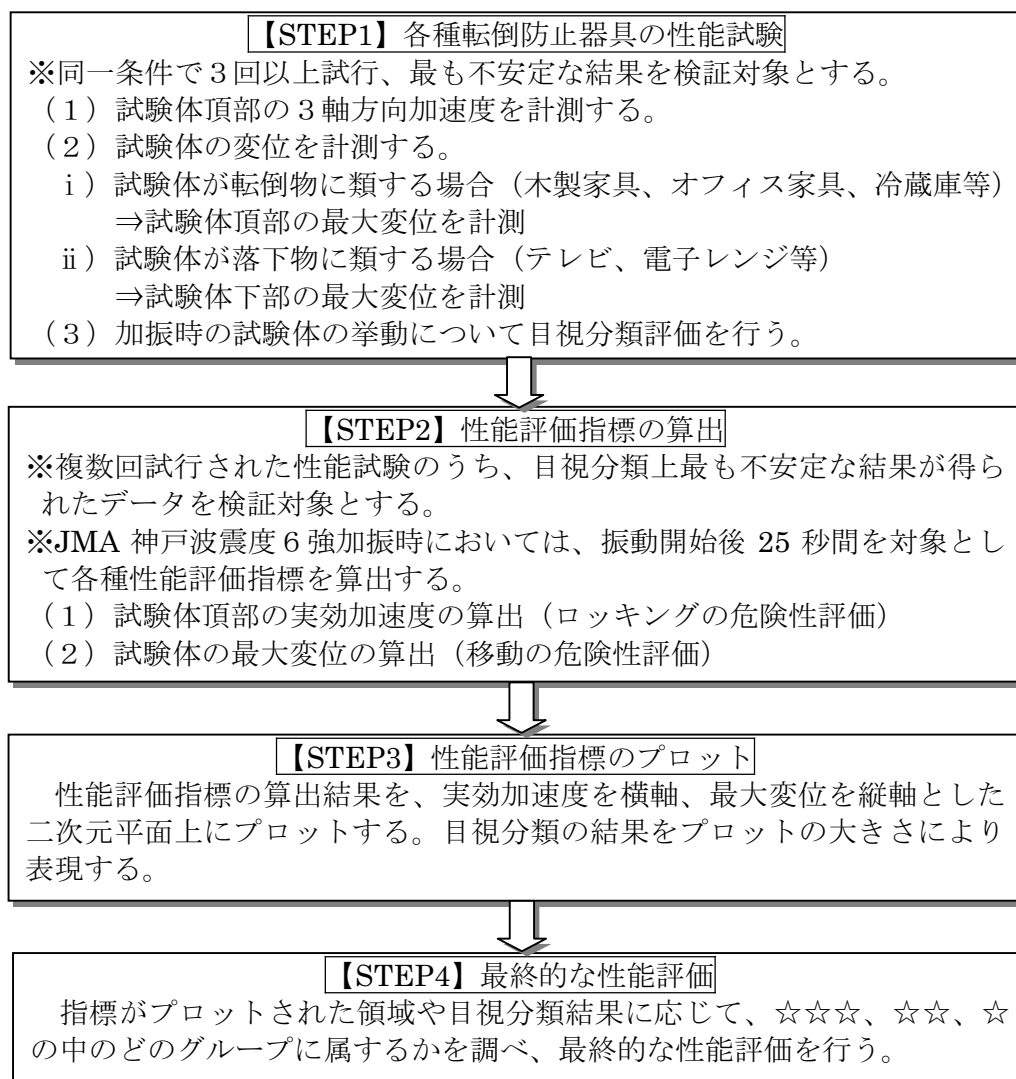 【STEP1】各種転倒防止器具の性能試験
※同一条件で３回以上試行、最も不安定な結果を検証対象とする。
（１）試験体頂部の３軸方向加速度を計測する。
（２）試験体の変位を計測する。
ⅰ）試験体が転倒物に類する場合（木製家具、オフィス家具、冷蔵庫等）
⇒試験体頂部の最大変位を計測
ⅱ）試験体が落下物に類する場合（テレビ、電子レンジ等）
⇒試験体下部の最大変位を計測
（３）加振時の試験体の挙動について目視分類評価を行う。
【STEP2】性能評価指標の算出
※複数回試行された性能試験のうち、目視分類上最も不安定な結果が得ら
れたデータを検証対象とする。
※JMA 神戸波震度６強加振時においては、振動開始後 25 秒間を対象とし
て各種性能評価指標を算出する。
（１）試験体頂部の実効加速度の算出（ロッキングの危険性評価）
（２）試験体の最大変位の算出（移動の危険性評価）
【STEP3】性能評価指標のプロット
性能評価指標の算出結果を、実効加速度を横軸、最大変位を縦軸とした
二次元平面上にプロットする。目視分類の結果をプロットの大きさにより
表現する。
【STEP4】最終的な性能評価
指標がプロットされた領域や目視分類結果に応じて、☆☆☆、☆☆、☆
の中のどのグループに属するかを調べ、最終的な性能評価を行う。